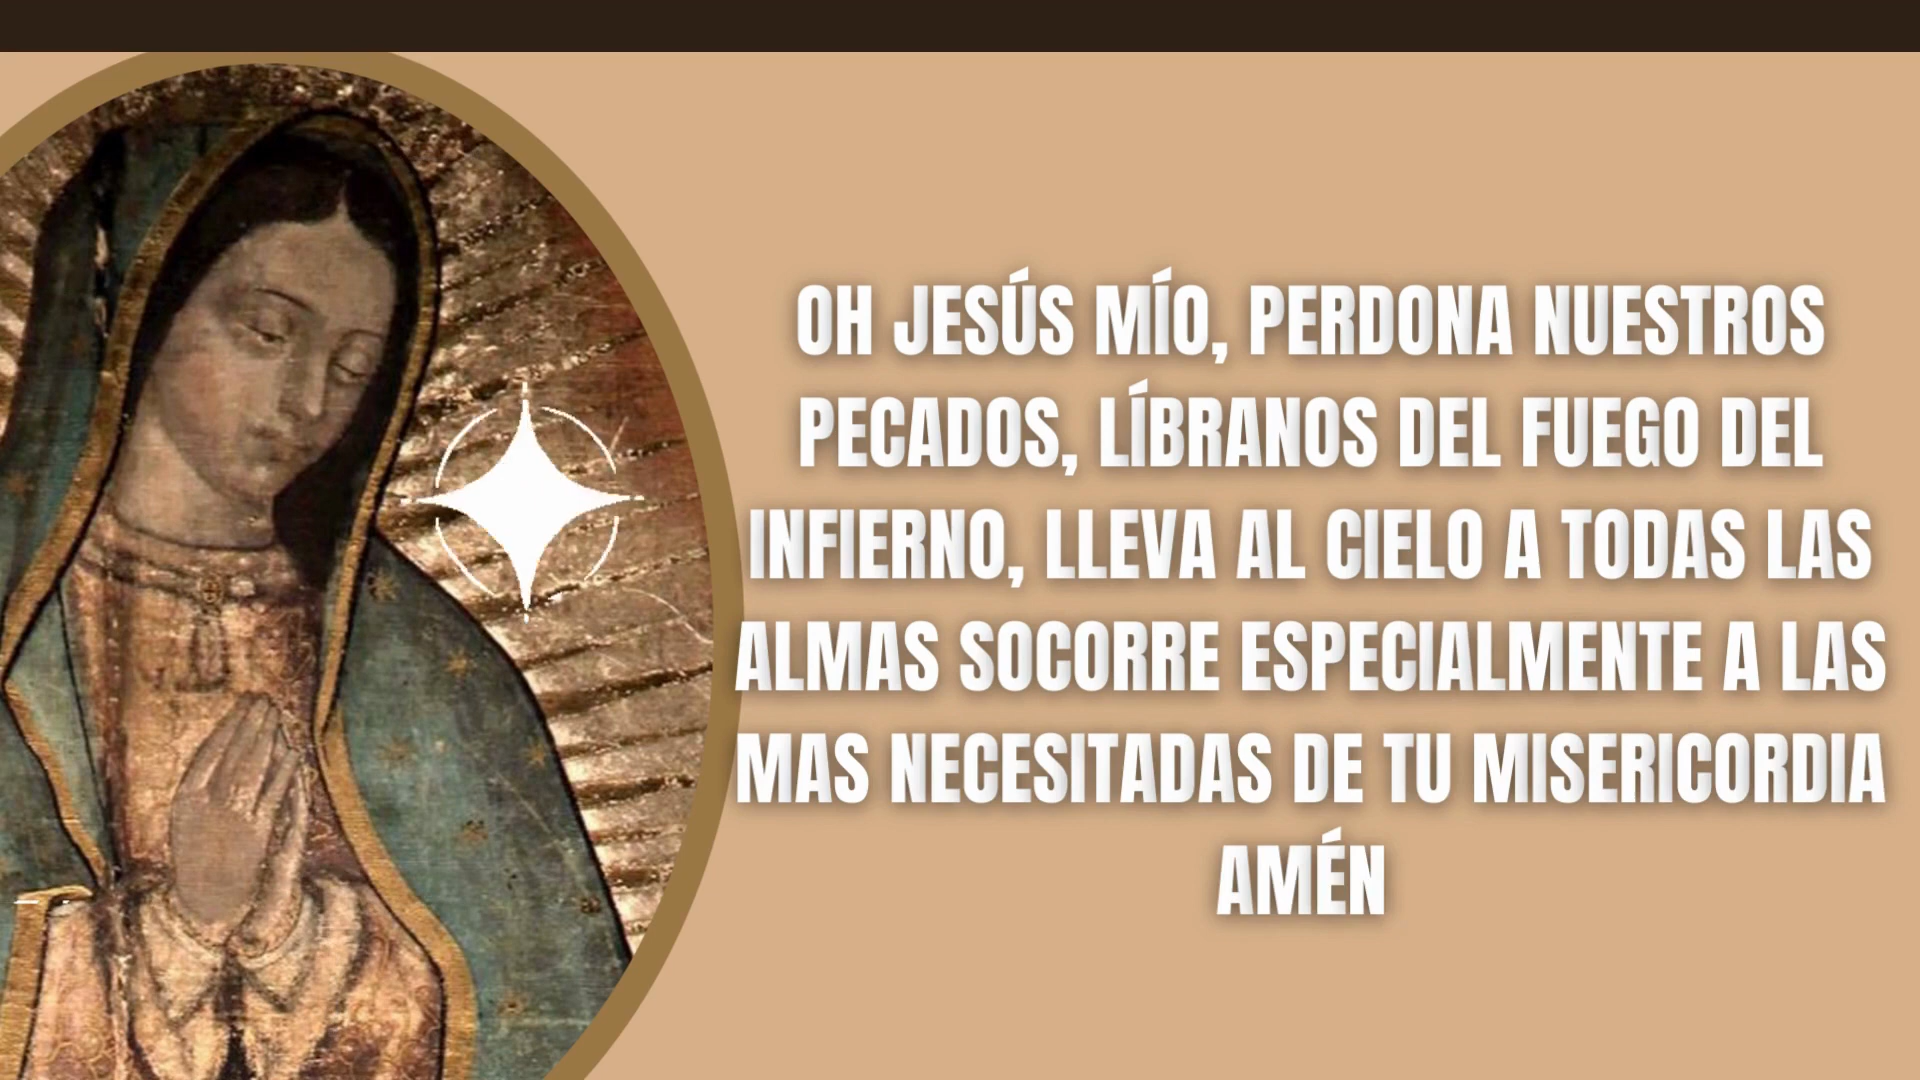 OH JESÚS MÍO, PERDONA NUESTROS
PECADOS, LÍBRANOS DEL FUEGO DEL
INFIERNO, LLEVA AL CIELO A TODAS LAS
ALMAS SOCORRE ESPECIALMENTE A LAS
MAS NECESITADAS DE TU MISERICORDIA
AMÉN